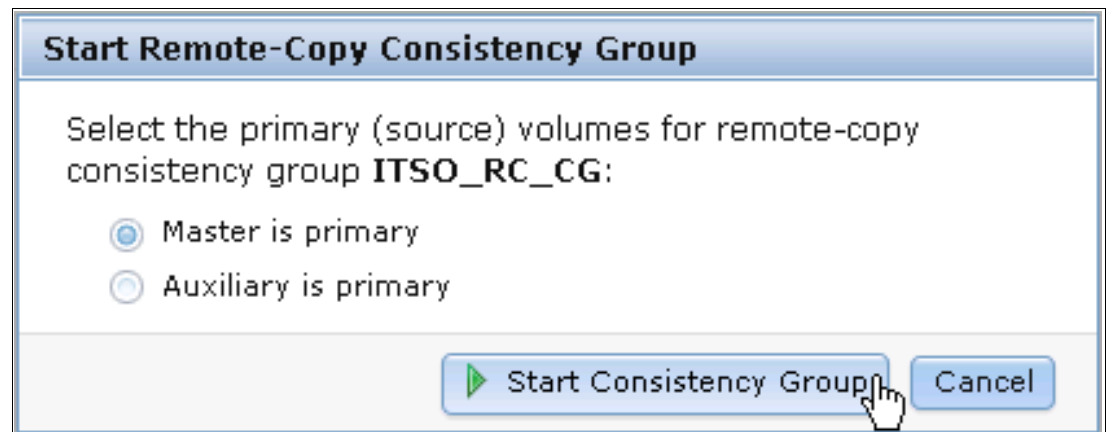 Start Remote-Copy Consistency Group
Select the primary (source) volumes for remote-copy
consistency group ITSO_RC_CG:
Master is primary
Auxiliary is primary
Start Consistency Group
Cancel